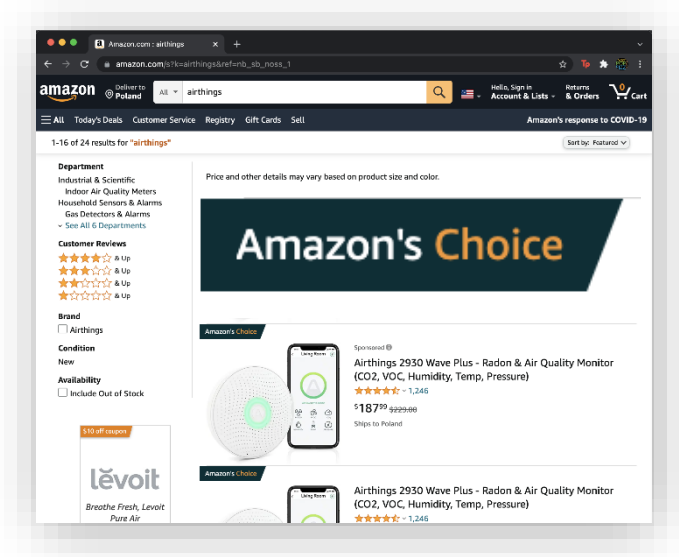 Amazon.com : airthings
amazon.com/s?k=airthings&ref=nb_sb_noss_1
amazon
Deliver to
Poland
All
airthings
Hello, Sign in
Account & Lists
Returns
& Orders
0
Cart
All Today's Deals Customer Service Registry Gift Cards Sell
Amazon's response to COVID-19
1-16 of 24 results for "airthings"
Sort by: Featured
Department
Industrial & Scientific
Indoor Air Quality Meters
Household Sensors & Alarms
Gas Detectors & Alarms
See All 6 Departments
Customer Reviews
& Up
& Up
& Up
& Up
Brand
Airthings
Condition
New
Availability
Include Out of Stock
$10 off coupon
lĕvoit
Breathe Fresh, Levoit
Pure Air
Price and other details may vary based on product size and color.
Amazon's Choice
Amazon's Choice
Living Room
Sponsored
Airthings 2930 Wave Plus - Radon & Air Quality Monitor
(CO2, VOC, Humidity, Temp, Pressure)
1,246
$18799 $229.00
Ships to Poland
Amazon's Choice
Living Room
Airthings 2930 Wave Plus - Radon & Air Quality Monitor
(CO2, VOC, Humidity, Temp, Pressure)
1,246